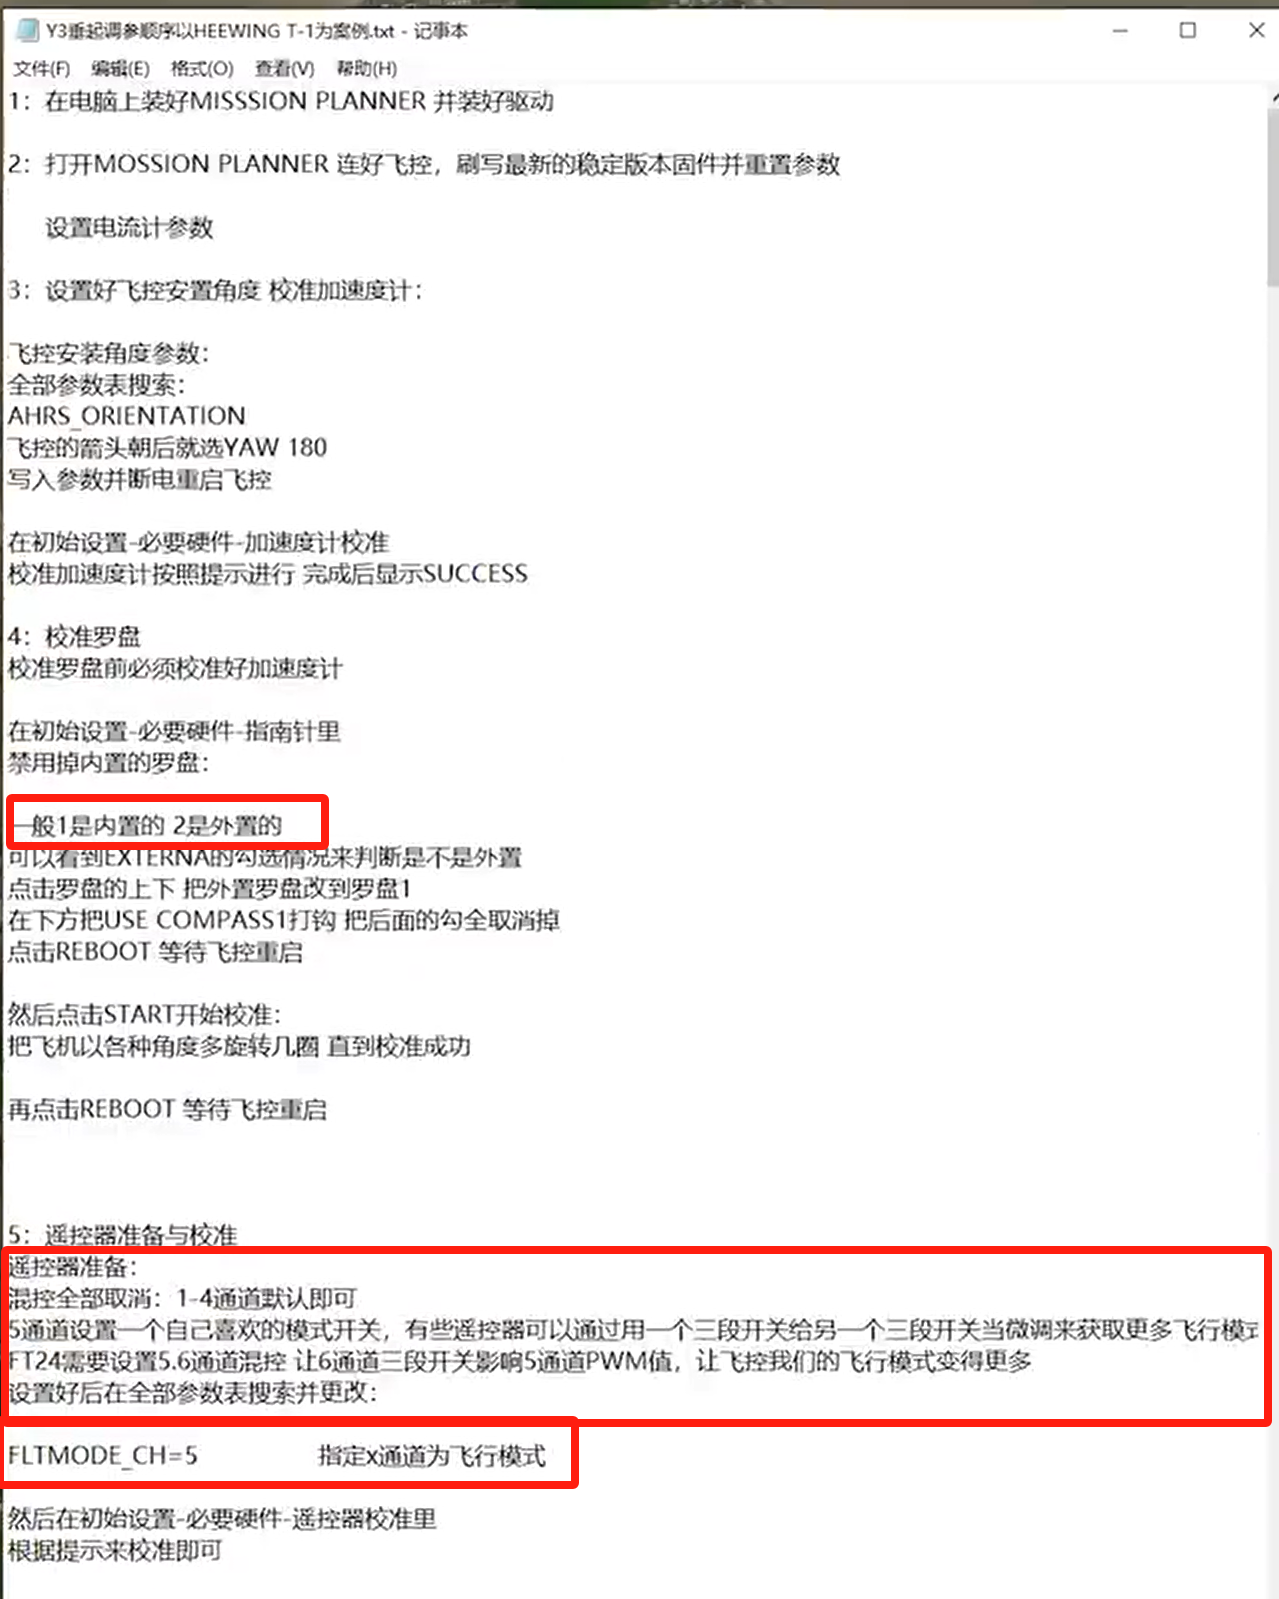 Y3垂起调参顺序以HEEWING T-1为案例.txt - 记事本
文件(F) 编辑(E) 格式(O) 查看(V) 帮助(H)
1：在电脑上装好MISSSION PLANNER 并装好驱动
2：打开MOSSION PLANNER 连好飞控，刷写最新的稳定版本固件并重置参数
设置电流计参数
3：设置好飞控安置角度 校准加速度计：
飞控安装角度参数：
全部参数表搜索：
AHRS_ORIENTATION
飞控的箭头朝后就选YAW 180
写入参数并断电重启飞控
在初始设置-必要硬件-加速度计校准
校准加速度计按照提示进行 完成后显示SUCCESS
4：校准罗盘
校准罗盘前必须校准好加速度计
在初始设置-必要硬件-指南针里
禁用掉内置的罗盘：
一般1是内置的 2是外置的
可以看到EXTERNA的勾选情况来判断是不是外置
点击罗盘的上下 把外置罗盘改到罗盘1
在下方把USE COMPASS1打钩 把后面的勾全取消掉
点击REBOOT 等待飞控重启
然后点击START开始校准：
把飞机以各种角度多旋转几圈 直到校准成功
再点击REBOOT 等待飞控重启
5：遥控器准备与校准
遥控器准备：
混控全部取消：1-4通道默认即可
5通道设置一个自己喜欢的模式开关，有些遥控器可以通过用一个三段开关给另一个三段开关当微调来获取更多飞行模式
FT24需要设置5.6通道混控 让6通道三段开关影响5通道PWM值，让飞控我们的飞行模式变得更多
设置好后在全部参数表搜索并更改：
FLTMODE_CH=5 指定x通道为飞行模式
然后在初始设置-必要硬件-遥控器校准里
根据提示来校准即可